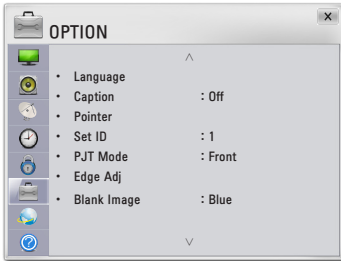 OPTION
X
• Language
• Caption : Off
• Pointer
• Set ID : 1
• PJT Mode : Front
• Edge Adj
• Blank Image : Blue